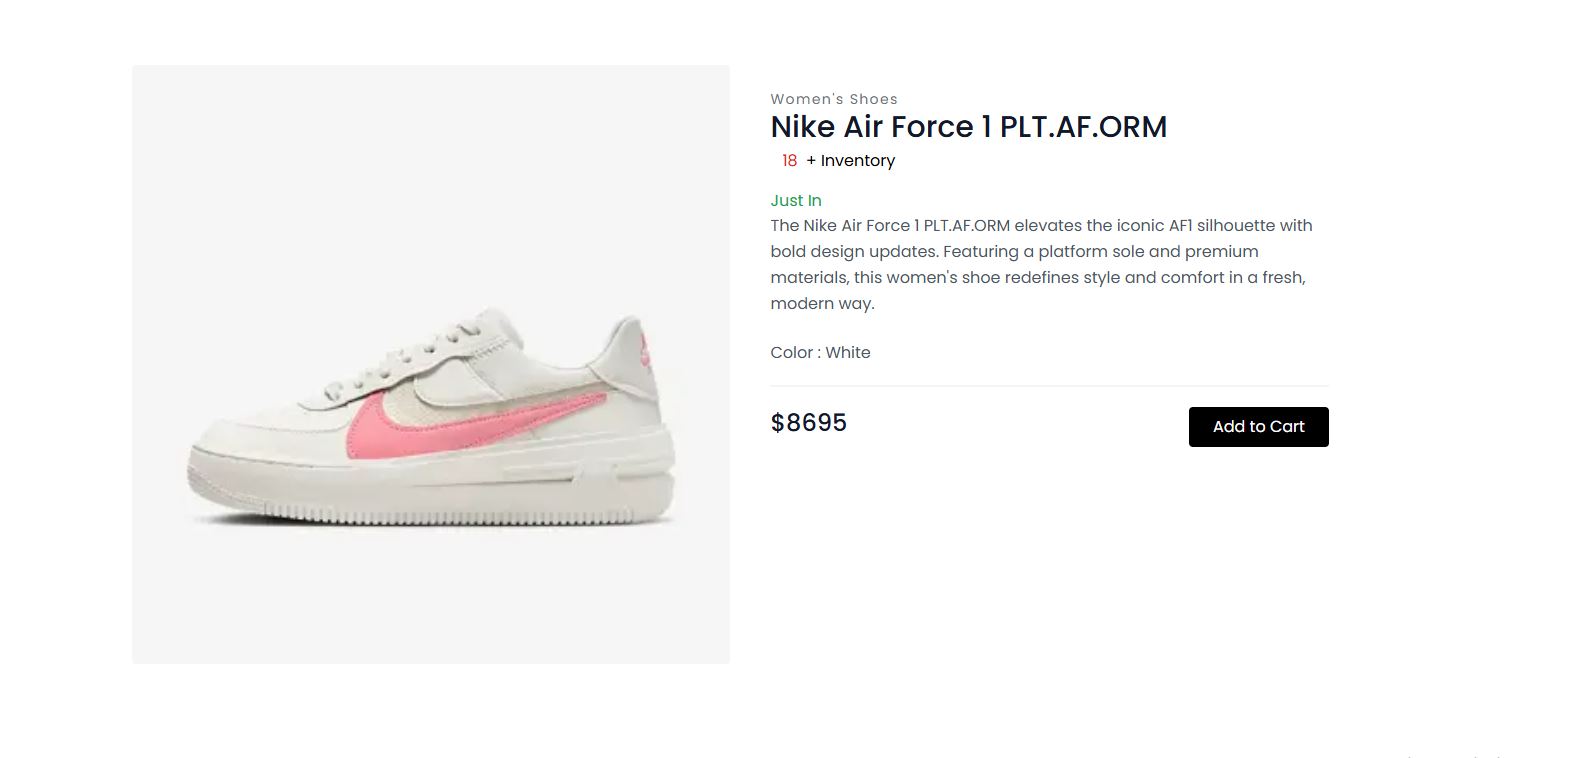 Women's Shoes
Nike Air Force 1 PLT.AF.ORM
18 + Inventory
Just In
The Nike Air Force 1 PLT.AF.ORM elevates the iconic AF1 silhouette with
bold design updates. Featuring a platform sole and premium
materials, this women's shoe redefines style and comfort in a fresh,
modern way.
Color : White
$8695
Add to Cart